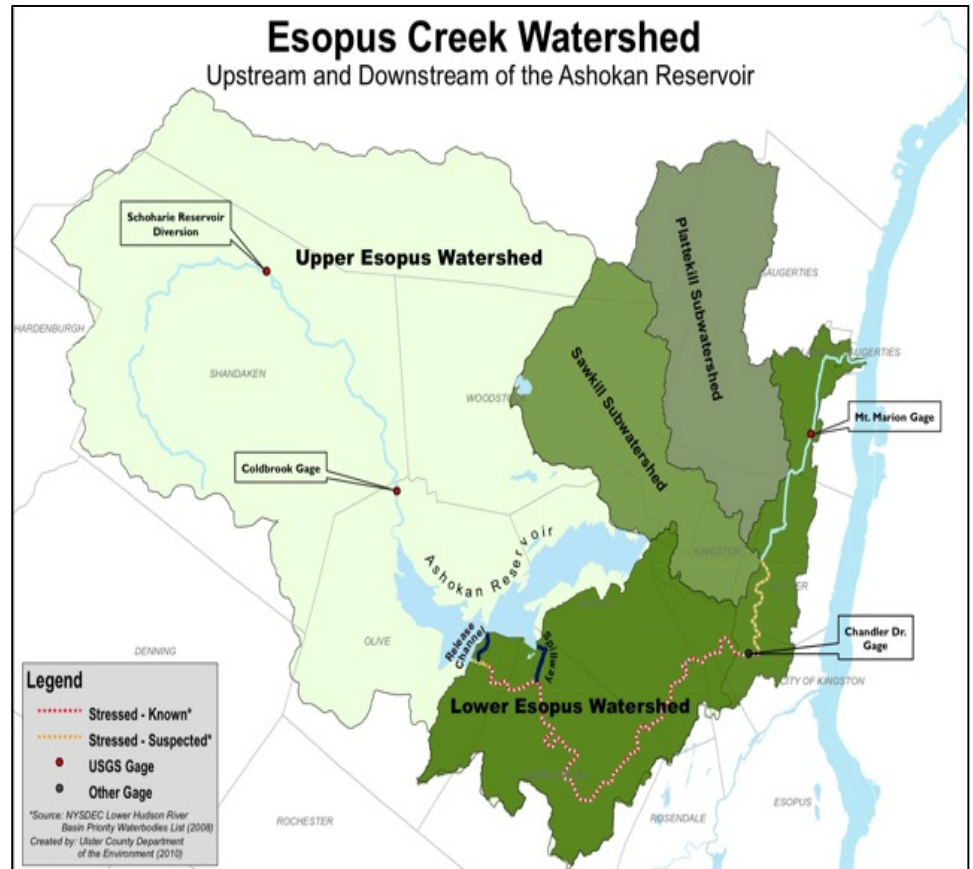 Esopus Creek Watershed
Upstream and Downstream of the Ashokan Reservoir
Schoharie Reservoir
Diversion
Upper Esopus Watershed
Plattekill Subwatershed
SAUGERTIES
HARDENBURGH
SHANDAKEN
Sawkill Subwatershed
WOODSTOCK
Mt. Marion Gage
Coldbrook Gage
Ashokan Reservoir
KINGSTON
Release
Channel
Spillway
OLIVE
Chandler Dr.
Gage
DENNING
CITY OF KINGSTON
Lower Esopus Watershed
Legend
Stressed - Known*
Stressed - Suspected*
USGS Gage
Other Gage
*Source: NYSDEC Lower Hudson River
Basin Priority Waterbodies List (2008)
Created by: Ulster County Department
of the Environment (2010)
ROCHESTER
ROSENDALE
ESOPUS